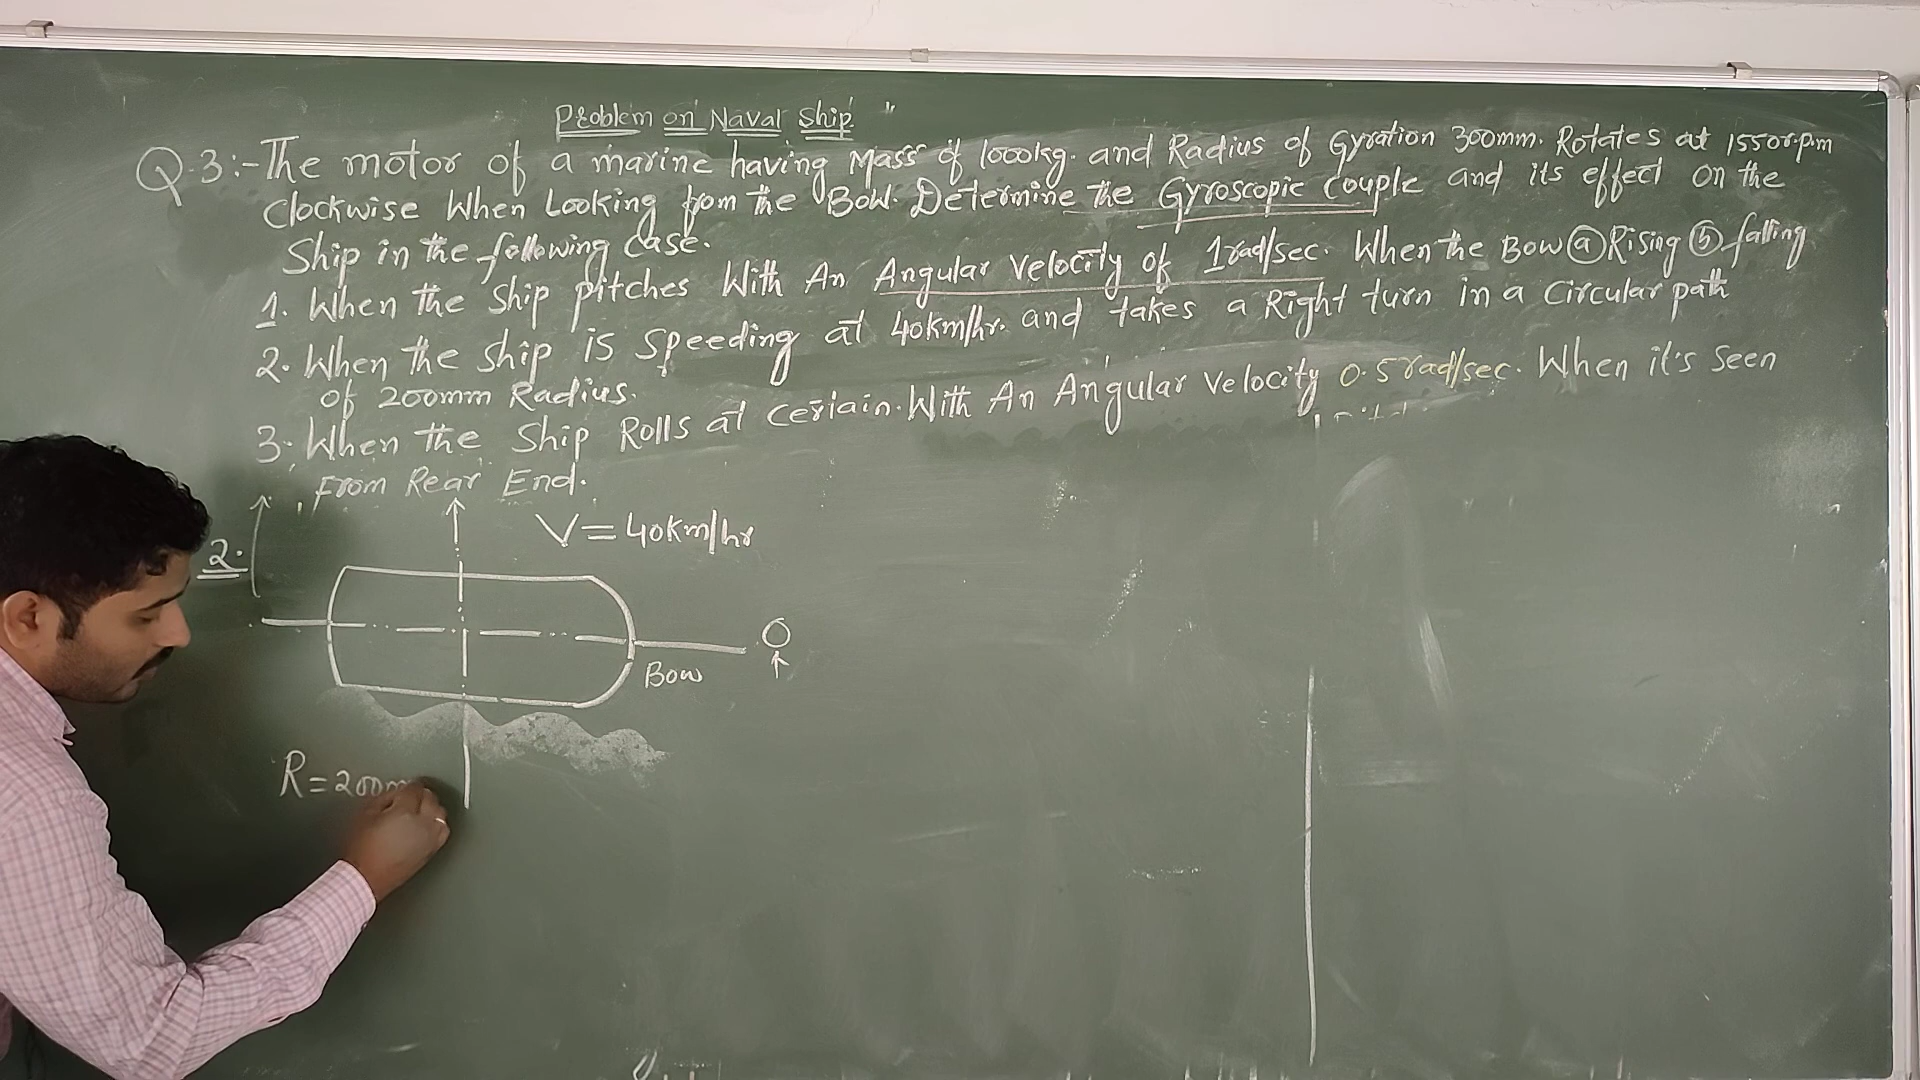 Problem on Naval Ship "
Q.3:- The motor of a marine having Mass of 1000kg. and Radius of Gyration 300mm. Rotates at 1550r.p.m
Clockwise When Looking from the Bow. Determine the Gyroscopic Couple and its effect on the
Ship in the following Case.
1. When the Ship pitches With An Angular Velocity of 1rad/sec. When the Bow ⓐ Rising ⓑ falling
2. When the ship is speeding at 40km/hr. and takes a Right turn in a Circular path
of 200mm Radius.
3. When the Ship Rolls at Certain. With An Angular Velocity 0.5rad/sec. When it's seen
From Rear End.
2.
V = 40km/hr
Bow
R = 200m